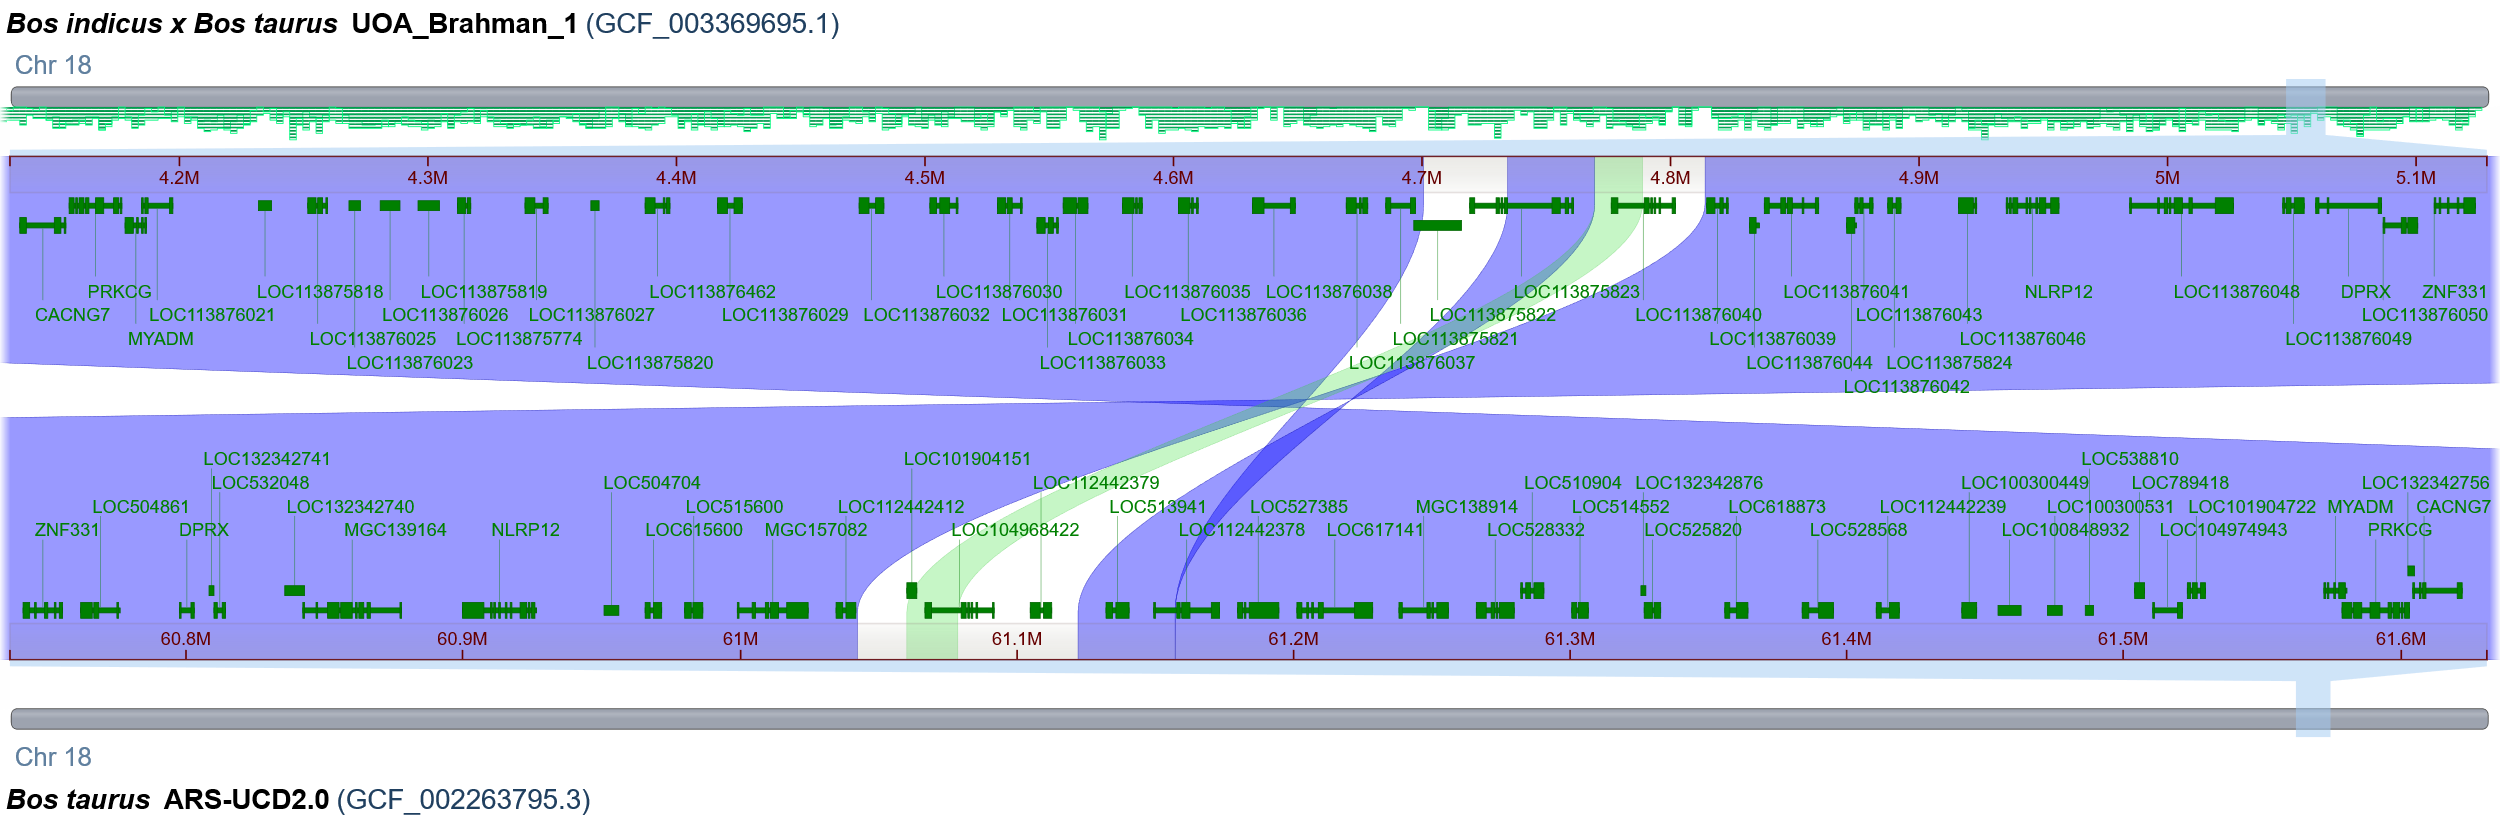 Bos indicus x Bos taurus UOA_Brahman_1 (GCF_003369695.1)
Chr 18
4.2M 4.3M 4.4M 4.5M 4.6M 4.7M 4.8M 4.9M 5M 5.1M
PRKCG LOC113875818 LOC113875819 LOC113876462 LOC113876030 LOC113876035 LOC113876038 LOC113875823 LOC113876041 NLRP12 LOC113876048 DPRX ZNF331
CACNG7 LOC113876021 LOC113876026 LOC113876027 LOC113876029 LOC113876032 LOC113876031 LOC113876036 LOC113875822 LOC113876040 LOC113876043 LOC113876050
MYADM LOC113876025 LOC113875774 LOC113876034 LOC113875821 LOC113876039 LOC113876046 LOC113876049
LOC113876023 LOC113875820 LOC113876033 LOC113876037 LOC113876044 LOC113875824
LOC113876042
LOC132342741 LOC101904151 LOC538810
LOC532048 LOC504704 LOC112442379 LOC510904 LOC132342876 LOC100300449 LOC789418 LOC132342756
LOC504861 LOC132342740 LOC515600 LOC112442412 LOC513941 LOC527385 MGC138914 LOC514552 LOC618873 LOC112442239 LOC100300531 LOC101904722 MYADM CACNG7
ZNF331 DPRX MGC139164 NLRP12 LOC615600 MGC157082 LOC104968422 LOC112442378 LOC617141 LOC528332 LOC525820 LOC528568 LOC100848932 LOC104974943 PRKCG
60.8M 60.9M 61M 61.1M 61.2M 61.3M 61.4M 61.5M 61.6M
Chr 18
Bos taurus ARS-UCD2.0 (GCF_002263795.3)